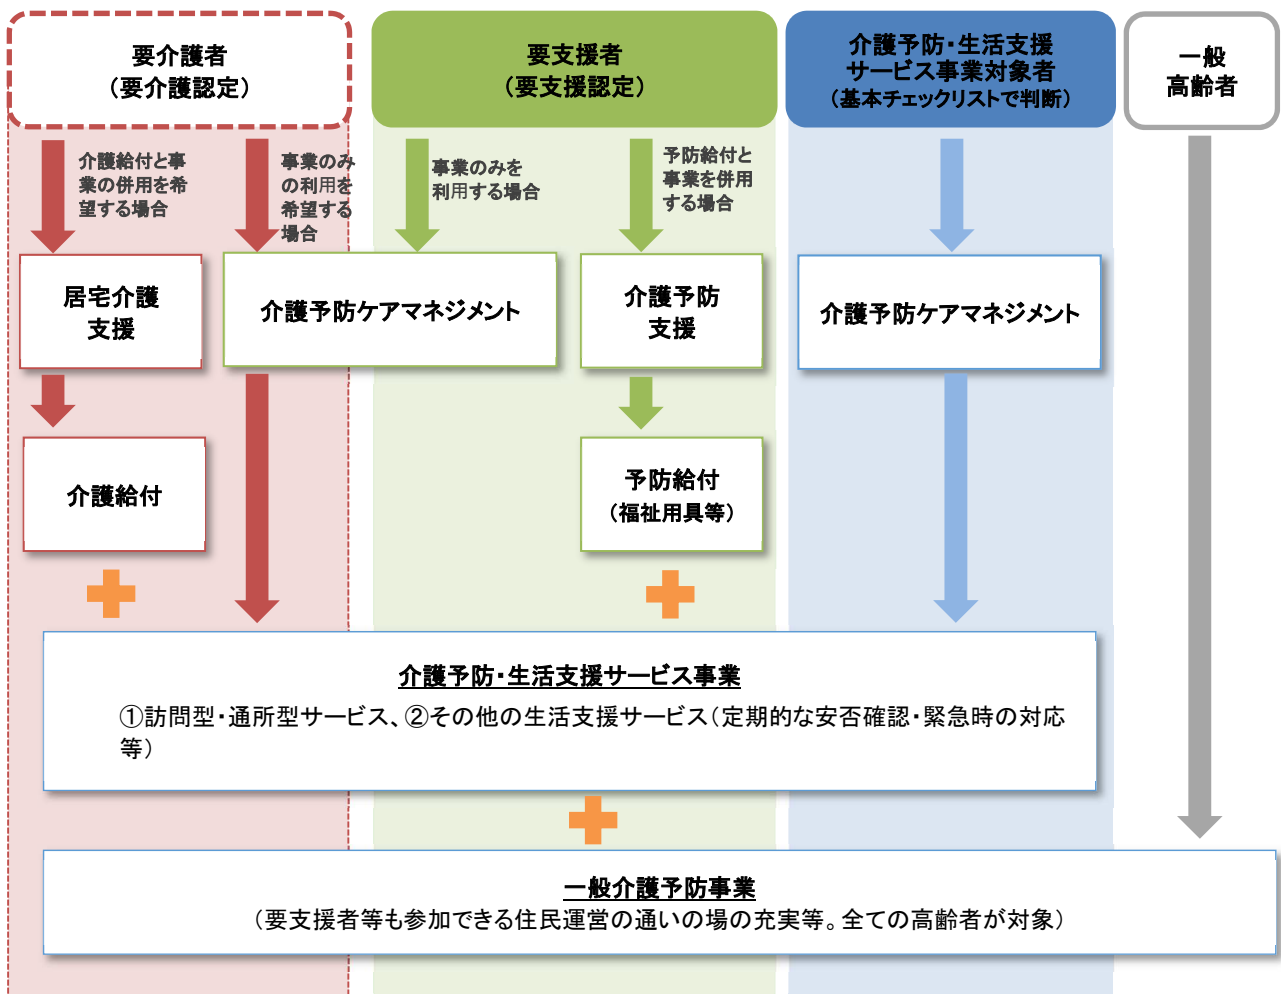 要介護者
（要介護認定）
要支援者
（要支援認定）
介護予防・生活支援
サービス事業対象者
（基本チェックリストで判断）
一般
高齢者
介護給付と事
業の併用を希
望する場合
事業のみ
の利用を
希望する
場合
事業のみを
利用する場合
予防給付と
事業を併用
する場合
居宅介護
支援
介護予防ケアマネジメント
介護予防
支援
介護予防ケアマネジメント
介護給付
予防給付
（福祉用具等）
介護予防・生活支援サービス事業
①訪問型・通所型サービス、②その他の生活支援サービス（定期的な安否確認・緊急時の対応
等）
一般介護予防事業
（要支援者等も参加できる住民運営の通いの場の充実等。全ての高齢者が対象）